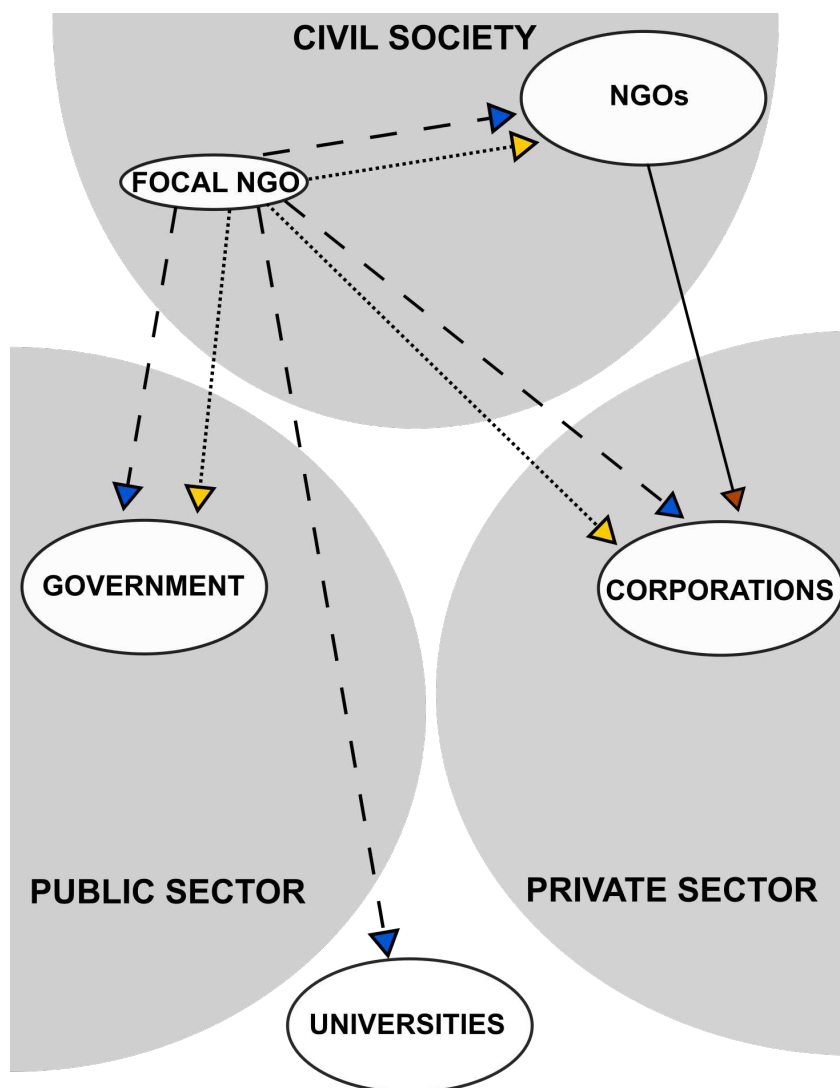 CIVIL SOCIETY
NGOs
FOCAL NGO
GOVERNMENT
CORPORATIONS
PUBLIC SECTOR
PRIVATE SECTOR
UNIVERSITIES